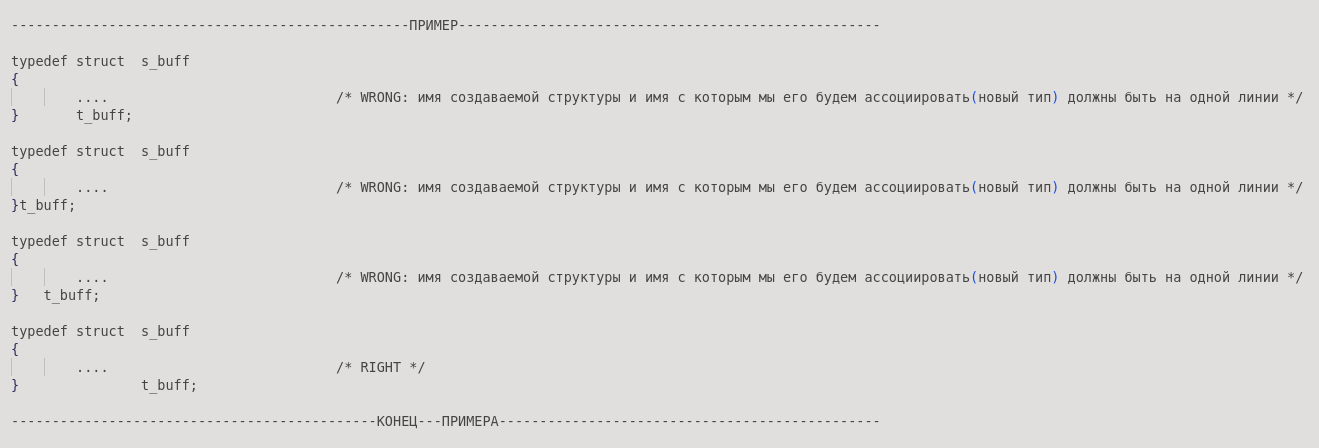 -------------------------------------------------ПРИМЕР----------------------------------------------------
typedef struct  s_buff
{
        ....                            /* WRONG: имя создаваемой структуры и имя с которым мы его будем ассоциировать(новый тип) должны быть на одной линии */
}       t_buff;
typedef struct  s_buff
{
        ....                            /* WRONG: имя создаваемой структуры и имя с которым мы его будем ассоциировать(новый тип) должны быть на одной линии */
}t_buff;
typedef struct  s_buff
{
        ....                            /* WRONG: имя создаваемой структуры и имя с которым мы его будем ассоциировать(новый тип) должны быть на одной линии */
}   t_buff;
typedef struct  s_buff
{
        ....                            /* RIGHT */
}               t_buff;
---------------------------------------------КОНЕЦ---ПРИМЕРА-----------------------------------------------